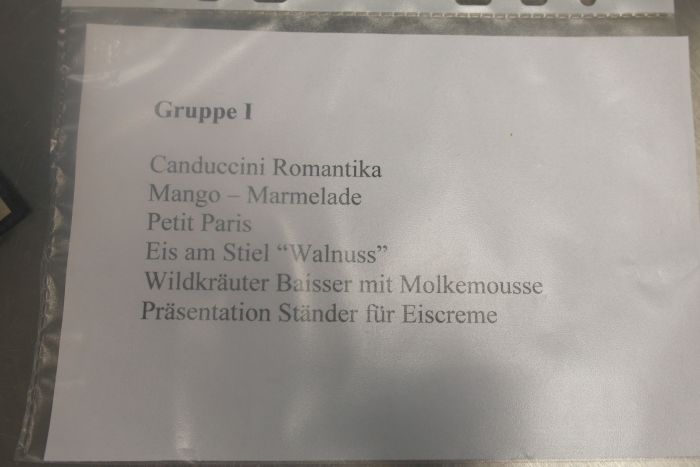 Gruppe I
Canduccini Romantika
Mango – Marmelade
Petit Paris
Eis am Stiel “Walnuss”
Wildkräuter Baisser mit Molkemousse
Präsentation Ständer für Eiscreme